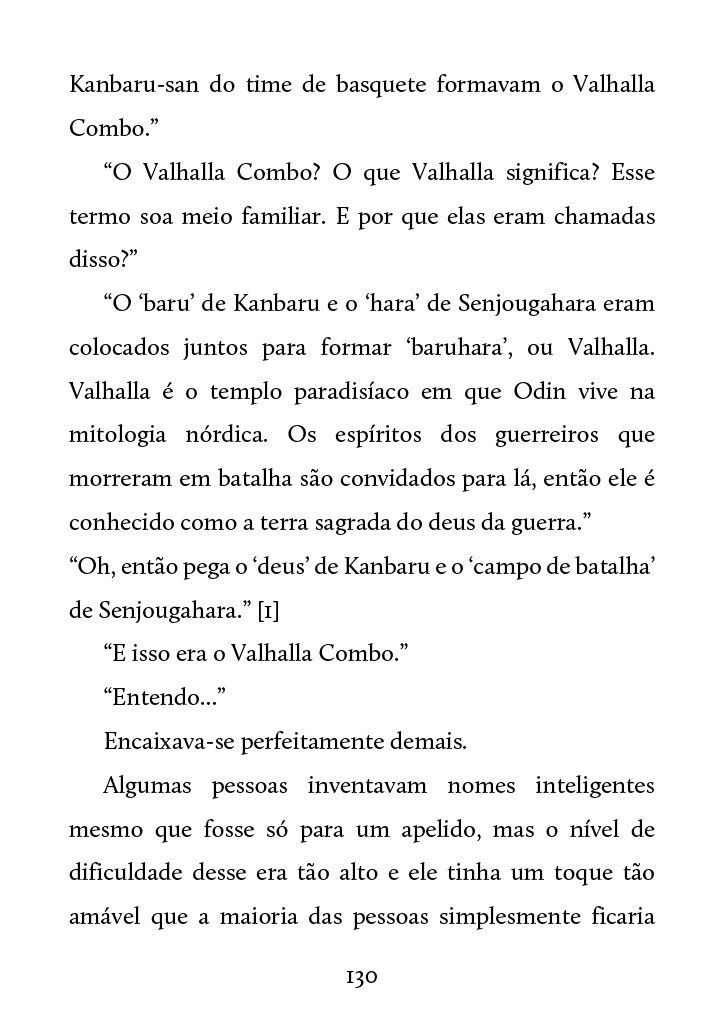 Kanbaru-san do time de basquete formavam o Valhalla
Combo.”
“O Valhalla Combo? O que Valhalla significa? Esse
termo soa meio familiar. E por que elas eram chamadas
disso?”
“O ‘baru’ de Kanbaru e o ‘hara’ de Senjougahara eram
colocados juntos para formar ‘baruhara’, ou Valhalla.
Valhalla é o templo paradisíaco em que Odin vive na
mitologia nórdica. Os espíritos dos guerreiros que
morreram em batalha são convidados para lá, então ele é
conhecido como a terra sagrada do deus da guerra.”
“Oh, então pega o ‘deus’ de Kanbaru e o ‘campo de batalha’
de Senjougahara.” [1]
“E isso era o Valhalla Combo.”
“Entendo...”
Encaixava-se perfeitamente demais.
Algumas pessoas inventavam nomes inteligentes
mesmo que fosse só para um apelido, mas o nível de
dificuldade desse era tão alto e ele tinha um toque tão
amável que a maioria das pessoas simplesmente ficaria
130